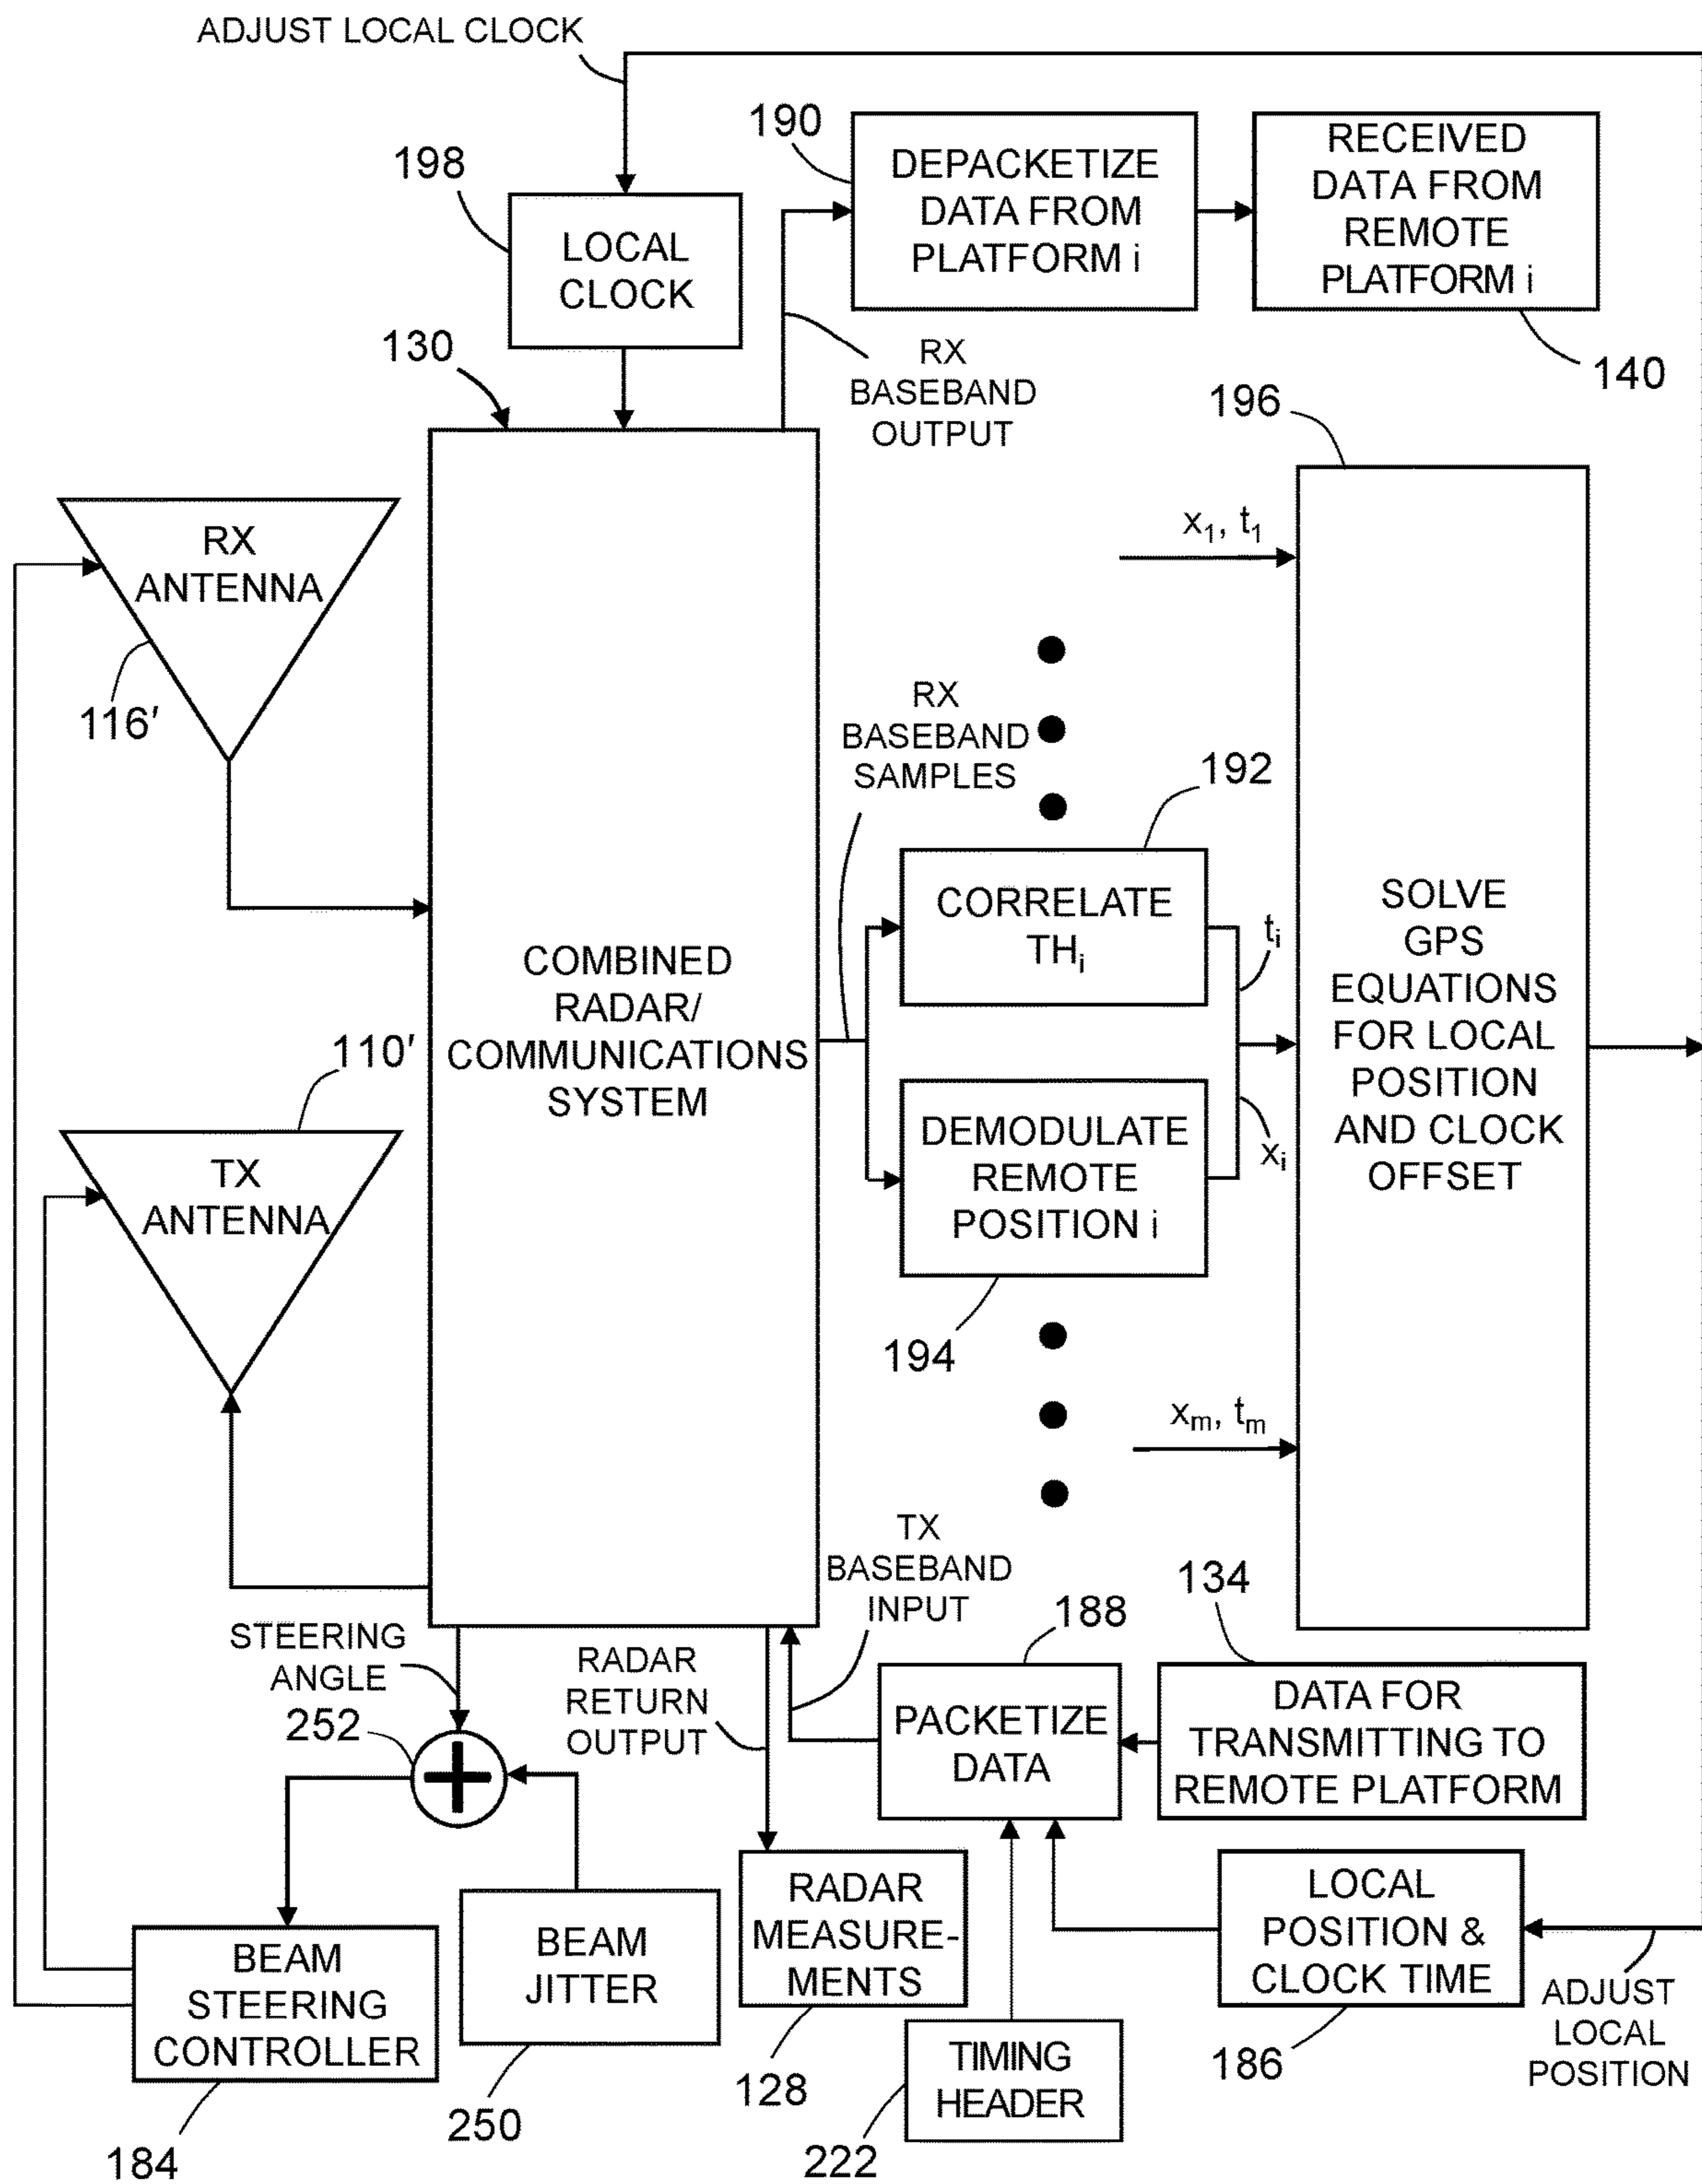 ADJUST LOCAL CLOCK
198
LOCAL
CLOCK
190
DEPACKETIZE
DATA FROM
PLATFORM i
RECEIVED
DATA FROM
REMOTE
PLATFORM i
140
130
RX
BASEBAND
OUTPUT
196
RX
ANTENNA
116′
x₁, t₁
RX
BASEBAND
SAMPLES
192
CORRELATE
THᵢ
tᵢ
COMBINED
RADAR/
COMMUNICATIONS
SYSTEM
SOLVE
GPS
EQUATIONS
FOR LOCAL
POSITION
AND CLOCK
OFFSET
110′
TX
ANTENNA
DEMODULATE
REMOTE
POSITION i
xᵢ
194
xₘ, tₘ
TX
BASEBAND
INPUT
188
134
STEERING
ANGLE
252
RADAR
RETURN
OUTPUT
PACKETIZE
DATA
DATA FOR
TRANSMITTING TO
REMOTE PLATFORM
BEAM
STEERING
CONTROLLER
184
BEAM
JITTER
250
RADAR
MEASURE-
MENTS
128
TIMING
HEADER
222
LOCAL
POSITION &
CLOCK TIME
186
ADJUST
LOCAL
POSITION